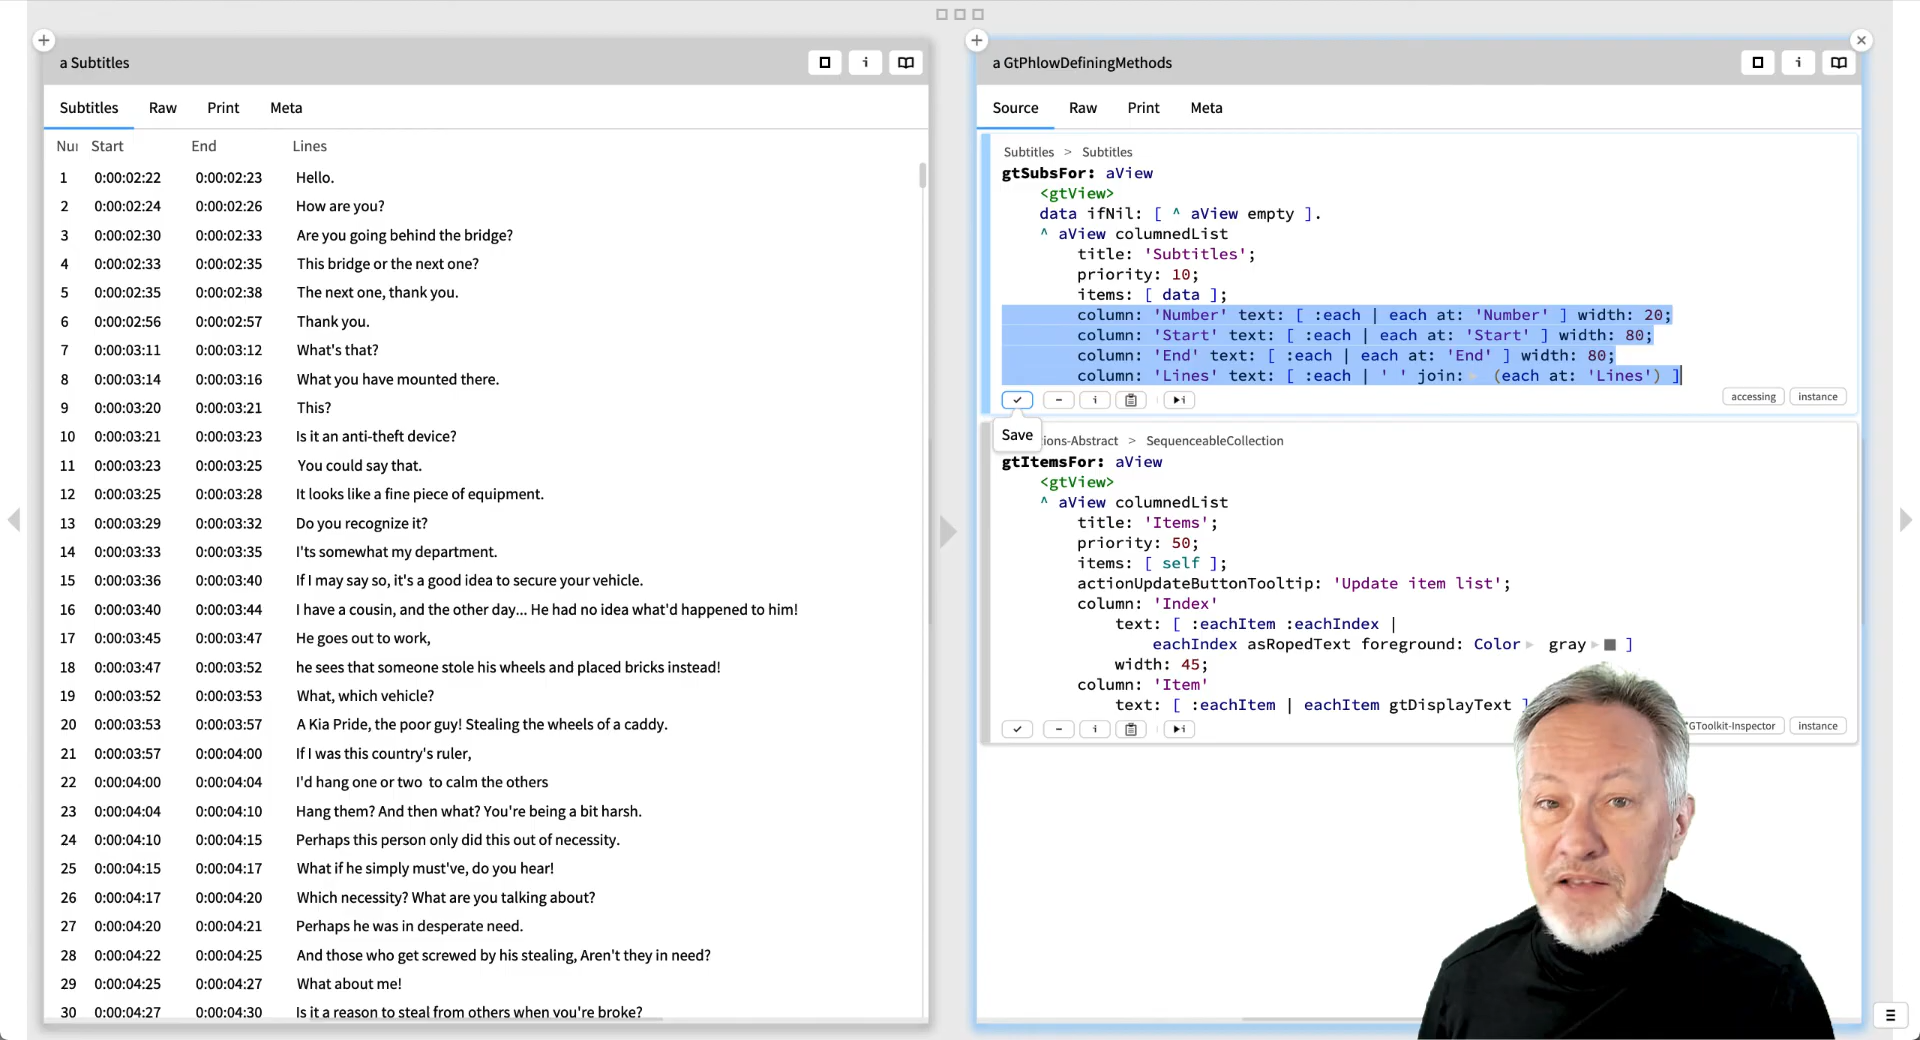 a Subtitles
Subtitles Raw Print Meta
Nu Start End Lines
1 0:00:02:22 0:00:02:23 Hello.
2 0:00:02:24 0:00:02:26 How are you?
3 0:00:02:30 0:00:02:33 Are you going behind the bridge?
4 0:00:02:33 0:00:02:35 This bridge or the next one?
5 0:00:02:35 0:00:02:38 The next one, thank you.
6 0:00:02:56 0:00:02:57 Thank you.
7 0:00:03:11 0:00:03:12 What's that?
8 0:00:03:14 0:00:03:16 What you have mounted there.
9 0:00:03:20 0:00:03:21 This?
10 0:00:03:21 0:00:03:23 Is it an anti-theft device?
11 0:00:03:23 0:00:03:25 You could say that.
12 0:00:03:25 0:00:03:28 It looks like a fine piece of equipment.
13 0:00:03:29 0:00:03:32 Do you recognize it?
14 0:00:03:33 0:00:03:35 I'ts somewhat my department.
15 0:00:03:36 0:00:03:40 If I may say so, it's a good idea to secure your vehicle.
16 0:00:03:40 0:00:03:44 I have a cousin, and the other day... He had no idea what'd happened to him!
17 0:00:03:45 0:00:03:47 He goes out to work,
18 0:00:03:47 0:00:03:52 he sees that someone stole his wheels and placed bricks instead!
19 0:00:03:52 0:00:03:53 What, which vehicle?
20 0:00:03:53 0:00:03:57 A Kia Pride, the poor guy! Stealing the wheels of a caddy.
21 0:00:03:57 0:00:04:00 If I was this country's ruler,
22 0:00:04:00 0:00:04:04 I'd hang one or two to calm the others
23 0:00:04:04 0:00:04:10 Hang them? And then what? You're being a bit harsh.
24 0:00:04:10 0:00:04:15 Perhaps this person only did this out of necessity.
25 0:00:04:15 0:00:04:17 What if he simply must've, do you hear!
26 0:00:04:17 0:00:04:20 Which necessity? What are you talking about?
27 0:00:04:20 0:00:04:21 Perhaps he was in desperate need.
28 0:00:04:22 0:00:04:25 And those who get screwed by his stealing, Aren't they in need?
29 0:00:04:25 0:00:04:27 What about me!
30 0:00:04:27 0:00:04:30 Is it a reason to steal from others when you're broke?
a GtPhlowDefiningMethods
Source Raw Print Meta
Subtitles > Subtitles
gtSubsFor: aView
<gtView>
data ifNil: [ ^ aView empty ].
^ aView columnedList
title: 'Subtitles';
priority: 10;
items: [ data ];
column: 'Number' text: [ :each | each at: 'Number' ] width: 20;
column: 'Start' text: [ :each | each at: 'Start' ] width: 80;
column: 'End' text: [ :each | each at: 'End' ] width: 80;
column: 'Lines' text: [ :each | ' ' join: (each at: 'Lines') ]
accessing instance
Save
ions-Abstract > SequenceableCollection
gtItemsFor: aView
<gtView>
^ aView columnedList
title: 'Items';
priority: 50;
items: [ self ];
actionUpdateButtonTooltip: 'Update item list';
column: 'Index'
text: [ :eachItem :eachIndex |
eachIndex asRopedText foreground: Color gray ]
width: 45;
column: 'Item'
text: [ :eachItem | eachItem gtDisplayText ]
*GToolkit-Inspector instance